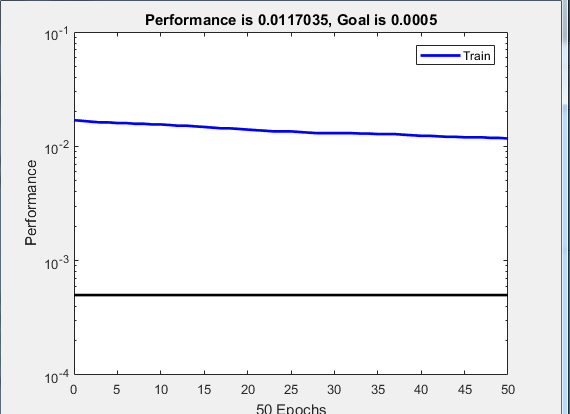 Performance is 0.0117035, Goal is 0.0005
10^-1
Train
10^-2
Performance
10^-3
10^-4
0 5 10 15 20 25 30 35 40 45 50
50 Epochs